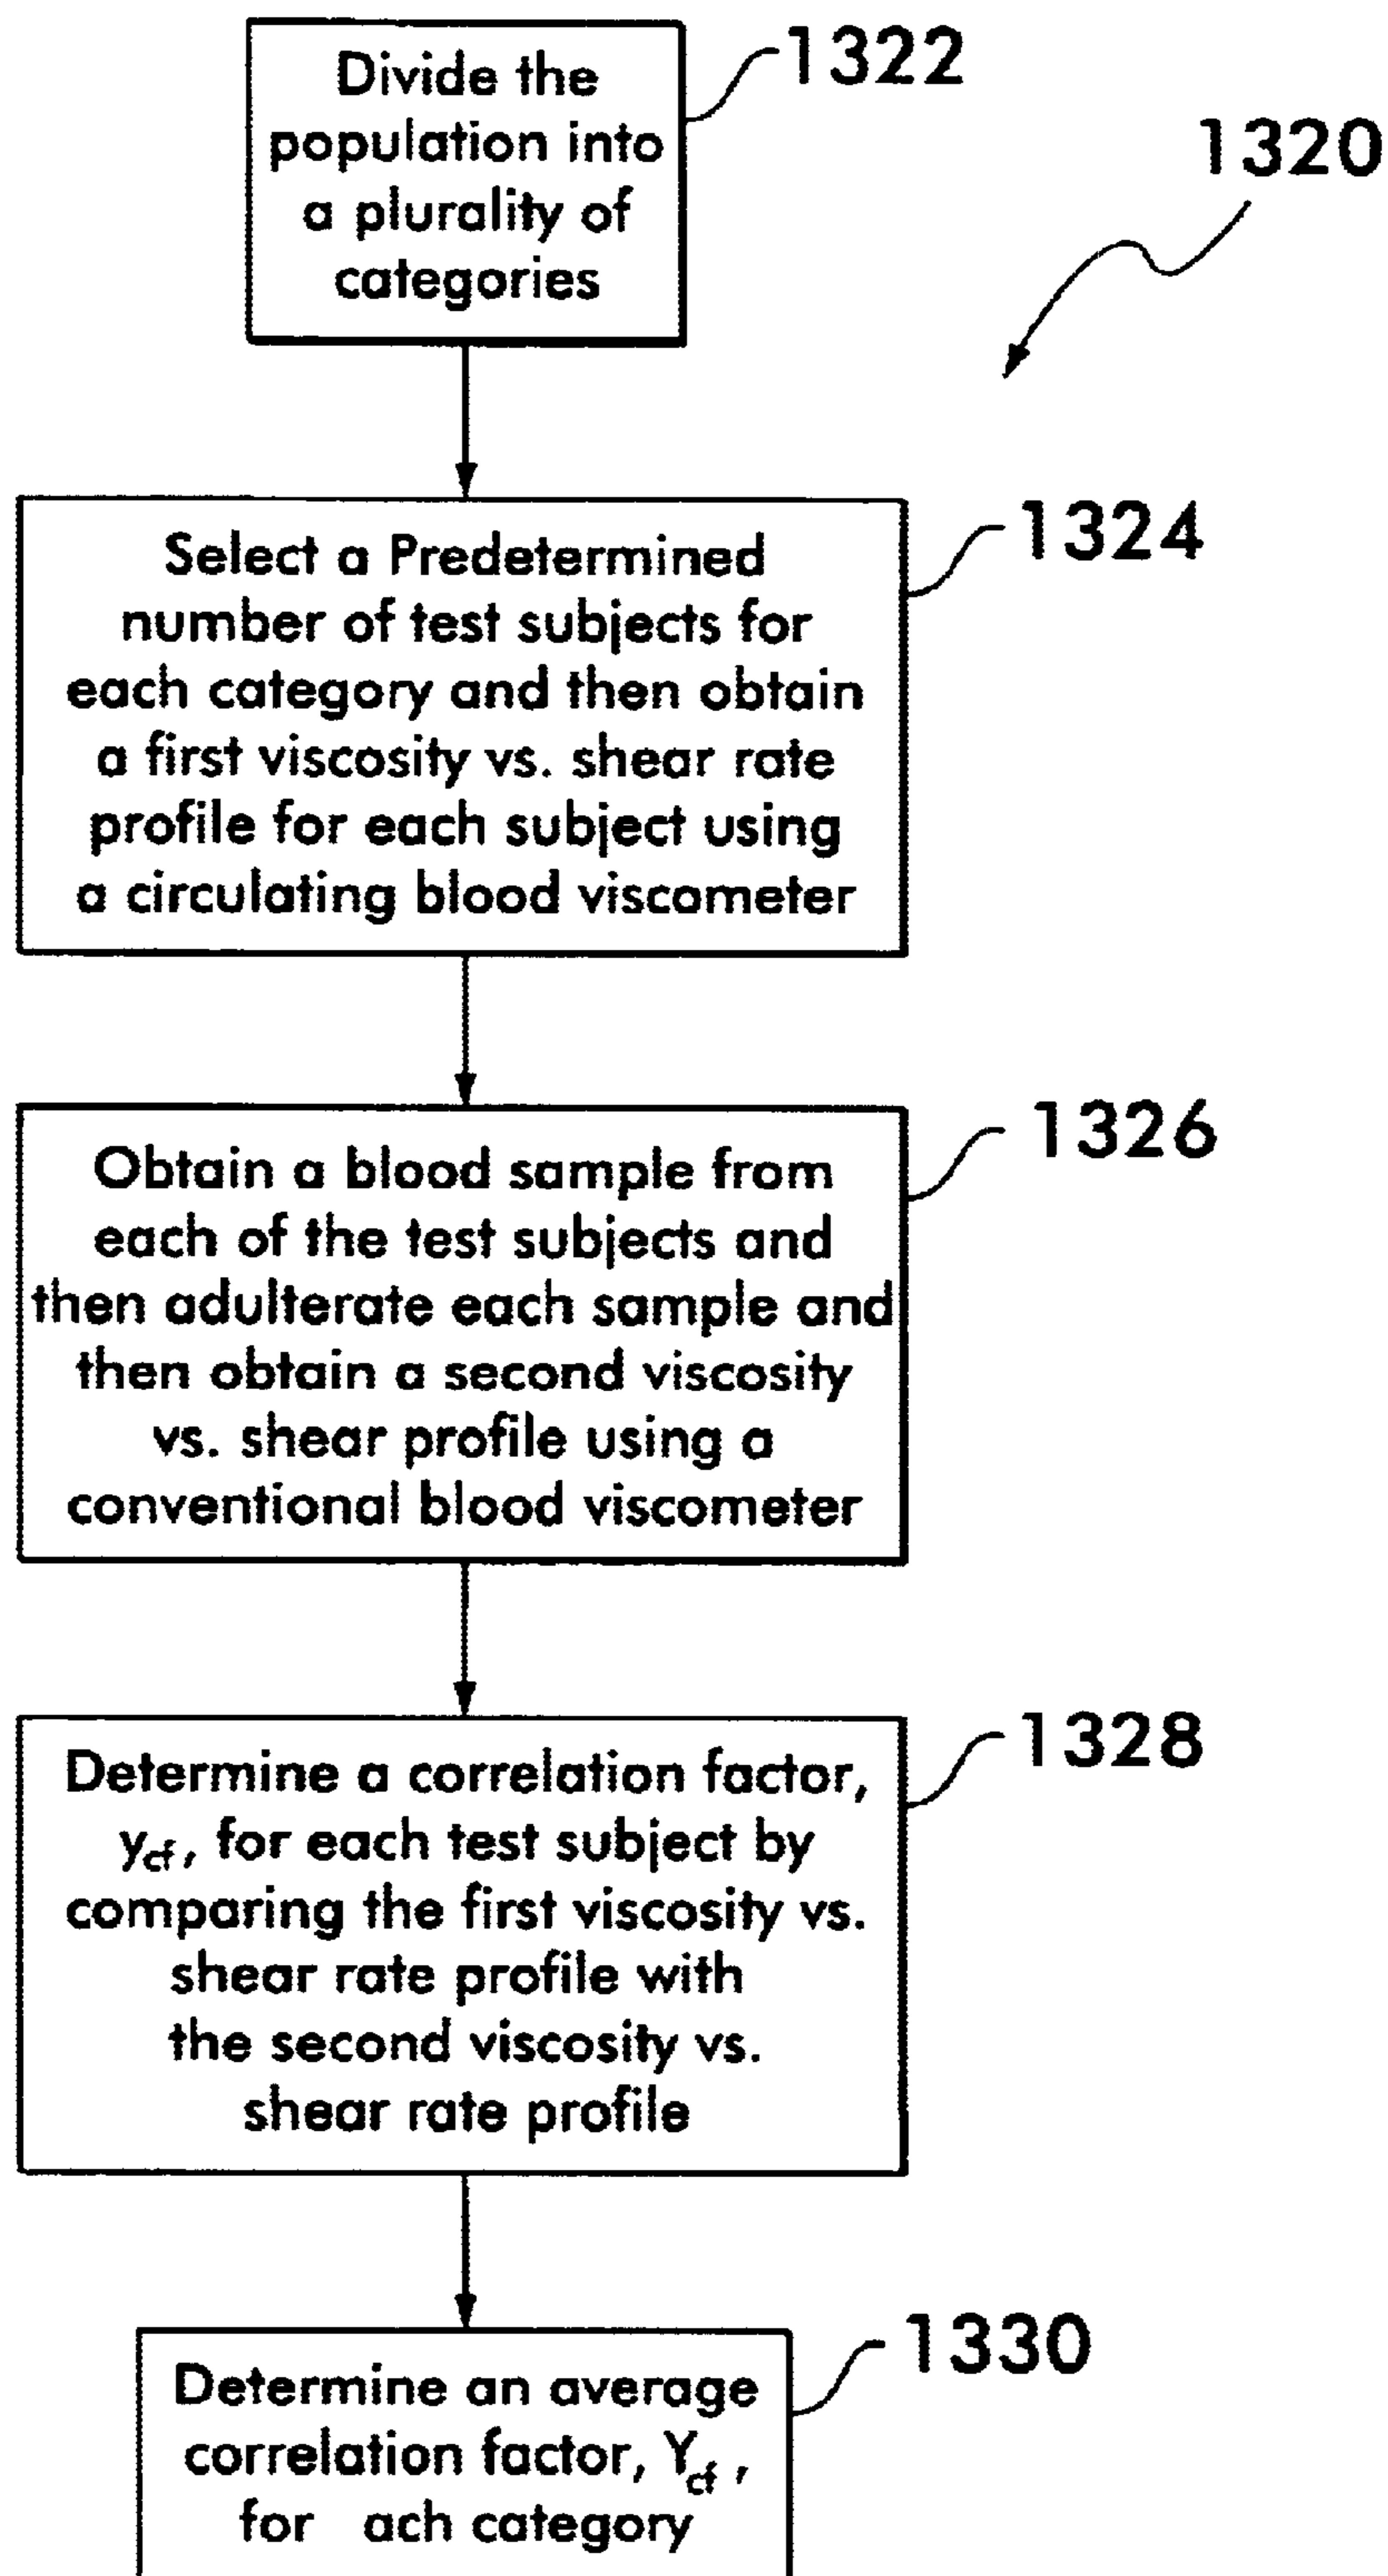 1322
1320
Divide the
population into
a plurality of
categories
1324
Select a Predetermined
number of test subjects for
each category and then obtain
a first viscosity vs. shear rate
profile for each subject using
a circulating blood viscometer
1326
Obtain a blood sample from
each of the test subjects and
then adulterate each sample and
then obtain a second viscosity
vs. shear profile using a
conventional blood viscometer
1328
Determine a correlation factor,
ycf, for each test subject by
comparing the first viscosity vs.
shear rate profile with
the second viscosity vs.
shear rate profile
1330
Determine an average
correlation factor, Ycf ,
for ach category